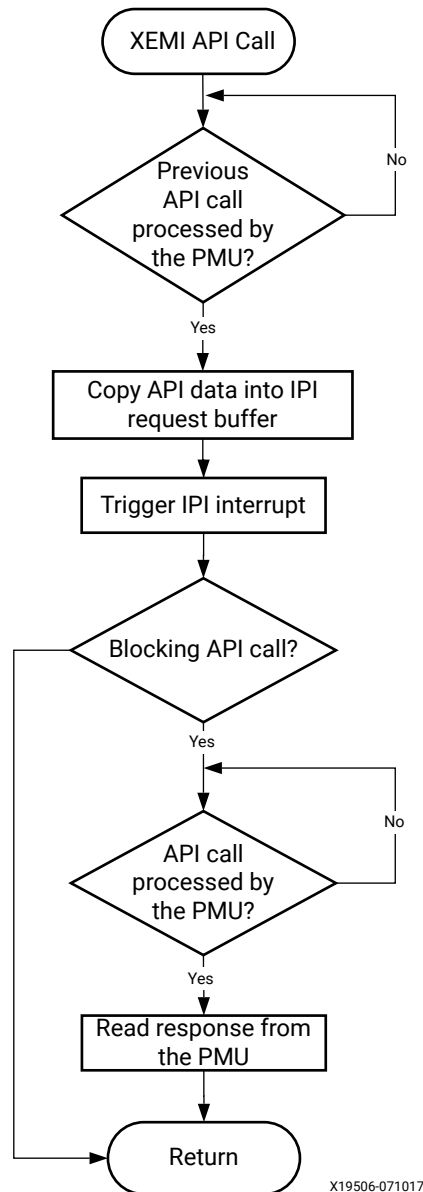 XEMI API Call
No
Previous
API call
processed by
the PMU?
Yes
Copy API data into IPI
request buffer
Trigger IPI interrupt
Blocking API call?
Yes
No
API call
processed by
the PMU?
Yes
Read response from
the PMU
Return
X19506-071017